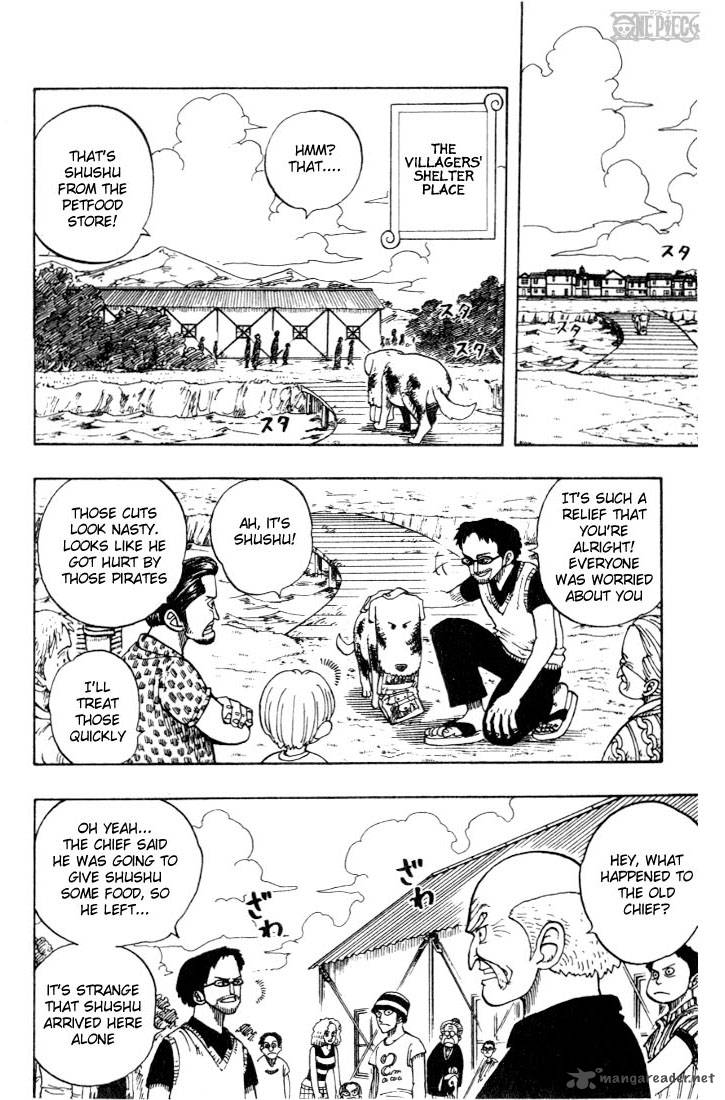 ワンピース
ONE PIECE
スタ
THE
VILLAGERS'
SHELTER
PLACE
HMM?
THAT....
THAT'S
SHUSHU
FROM THE
PETFOOD
STORE!
スタ
スタ
スタ
IT'S SUCH A
RELIEF THAT
YOU'RE
ALRIGHT!
EVERYONE
WAS WORRIED
ABOUT YOU
AH, IT'S
SHUSHU!
THOSE CUTS
LOOK NASTY.
LOOKS LIKE HE
GOT HURT BY
THOSE PIRATES
I'LL
TREAT
THOSE
QUICKLY
HEY, WHAT
HAPPENED TO
THE OLD
CHIEF?
ざわ
ざわ
OH YEAH...
THE CHIEF SAID
HE WAS GOING
TO GIVE SHUSHU
SOME FOOD, SO
HE LEFT...
IT'S STRANGE
THAT SHUSHU
ARRIVED HERE
ALONE
mangareader.net